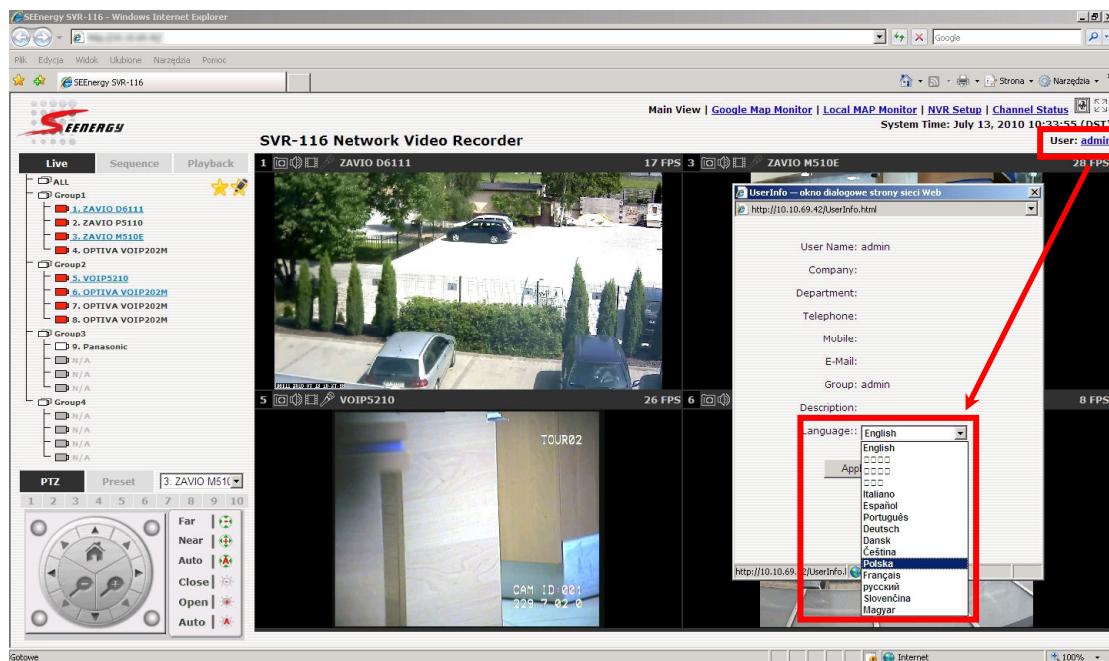 SEEnergy SVR-116 - Windows Internet Explorer
Google
Plik Edycja Widok Ulubione Narzędzia Pomoc
SEEnergy SVR-116
Strona Narzędzia
SEENERGY
Main View | Google Map Monitor | Local MAP Monitor | NVR Setup | Channel Status
System Time: July 13, 2010 10:33:55 (DST)
SVR-116 Network Video Recorder
User: admin
Live Sequence Playback
1 ZAVIO D6111 17 FPS
3 ZAVIO M510E 28 FPS
ALL
Group1
1. ZAVIO D6111
2. ZAVIO P5110
3. ZAVIO M510E
4. OPTIVA VOIP202M
Group2
5. VOIP5210
6. OPTIVA VOIP202M
7. OPTIVA VOIP202M
8. OPTIVA VOIP202M
Group3
9. Panasonic
N/A
N/A
N/A
Group4
N/A
N/A
N/A
N/A
5 VOIP5210 26 FPS
6 8 FPS
TOUR02
CAM ID:001
UserInfo — okno dialogowe strony sieci Web
http://10.10.69.42/UserInfo.html
User Name: admin
Company:
Department:
Telephone:
Mobile:
E-Mail:
Group: admin
Description:
Language:: English
English
□□□□
□□□□
□□□
Italiano
Español
Português
Deutsch
Dansk
Čeština
Polska
Français
русский
Slovenčina
Magyar
Appl
PTZ Preset 3: ZAVIO M51(
1 2 3 4 5 6 7 8 9 10
Far
Near
Auto
Close
Open
Auto
Gotowe
Internet
100%